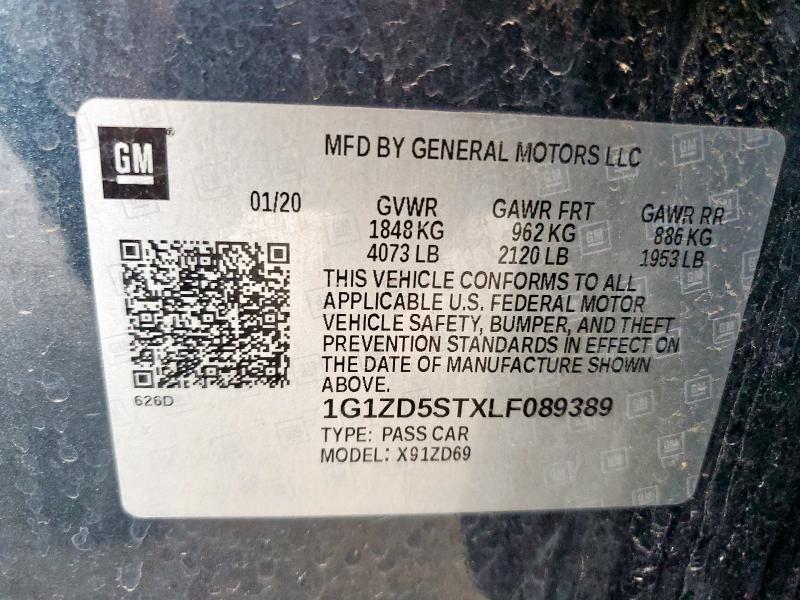 GM
MFD BY GENERAL MOTORS LLC
01/20 GVWR GAWR FRT GAWR RR
1848 KG 962 KG 886 KG
4073 LB 2120 LB 1953 LB
THIS VEHICLE CONFORMS TO ALL
APPLICABLE U.S. FEDERAL MOTOR
VEHICLE SAFETY, BUMPER, AND THEFT
PREVENTION STANDARDS IN EFFECT ON
THE DATE OF MANUFACTURE SHOWN
ABOVE.
626D
1G1ZD5STXLF089389
TYPE: PASS CAR
MODEL: X91ZD69